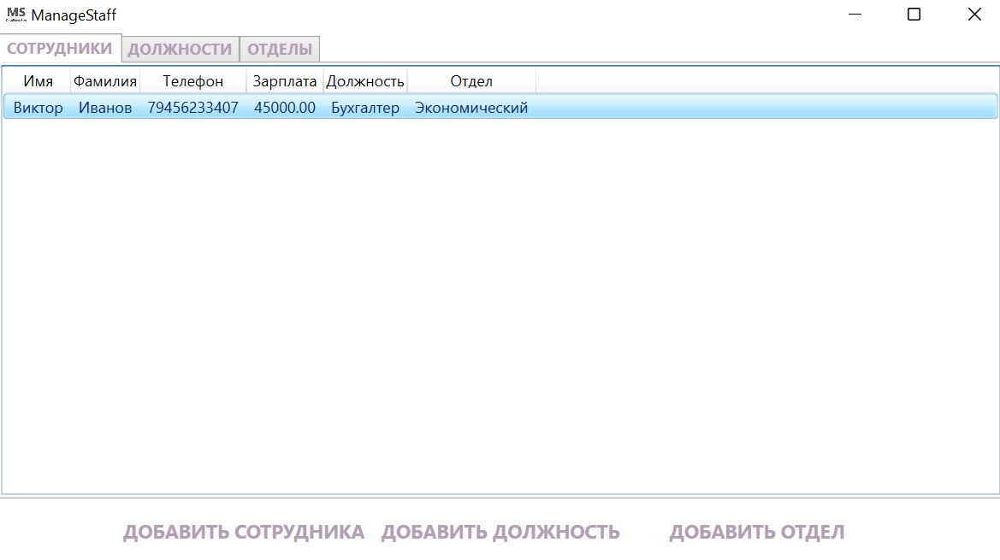 MS ManageStaff
СОТРУДНИКИ ДОЛЖНОСТИ ОТДЕЛЫ
Имя Фамилия Телефон Зарплата Должность Отдел
Виктор Иванов 79456233407 45000.00 Бухгалтер Экономический
ДОБАВИТЬ СОТРУДНИКА ДОБАВИТЬ ДОЛЖНОСТЬ ДОБАВИТЬ ОТДЕЛ